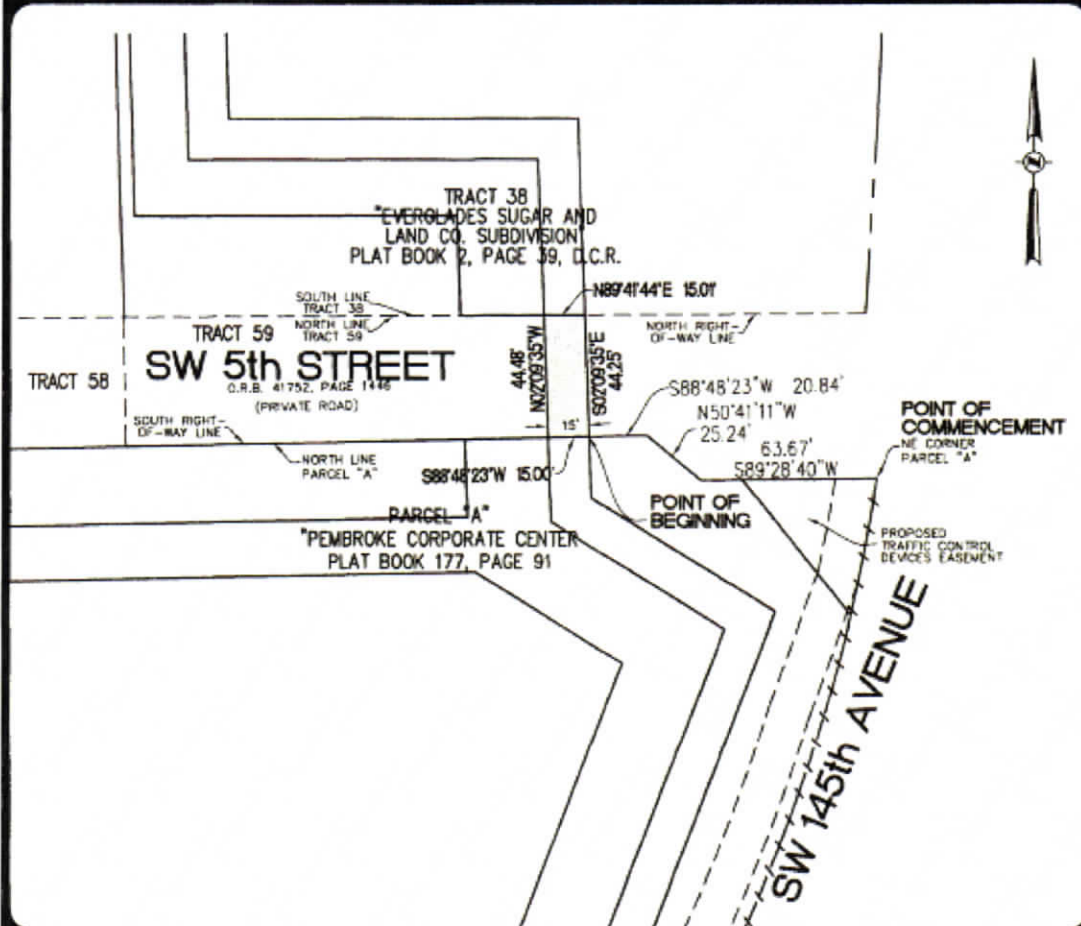 TRACT 38
"EVERGLADES SUGAR AND
LAND CO. SUBDIVISION"
PLAT BOOK 2, PAGE 39, D.C.R.
N
N89°41'44"E 15.01'
SOUTH LINE
TRACT 38
NORTH LINE
TRACT 59
NORTH RIGHT-
OF-WAY LINE
TRACT 59
SW 5th STREET
O.R.B. 41752, PAGE 1446
(PRIVATE ROAD)
TRACT 58
44.48'
N02°09'35"W
S02°09'35"E
44.25'
15'
S88°48'23"W 20.84'
N50°41'11"W
25.24'
63.67'
S89°28'40"W
POINT OF
COMMENCEMENT
NE CORNER
PARCEL "A"
SOUTH RIGHT-
OF-WAY LINE
NORTH LINE
PARCEL "A"
S88°48'23"W 15.00'
POINT OF
BEGINNING
PARCEL "A"
"PEMBROKE CORPORATE CENTER
PLAT BOOK 177, PAGE 91
PROPOSED
TRAFFIC CONTROL
DEVICES EASEMENT
SW 145th AVENUE